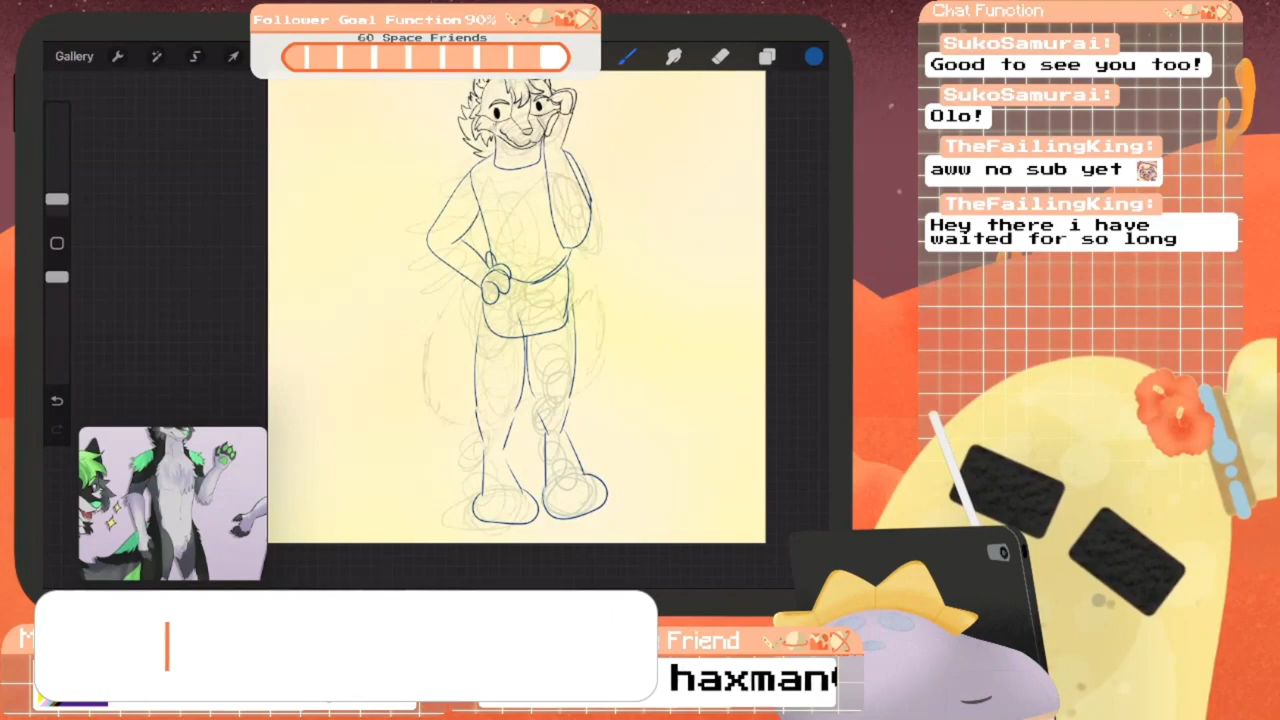 Follower Goal Function 90%
60 Space Friends
Gallery
Chat Function
SukoSamurai:
Good to see you too!
SukoSamurai:
Olo!
TheFailingKing:
aww no sub yet
TheFailingKing:
Hey there i have
waited for so long
Friend
haxman